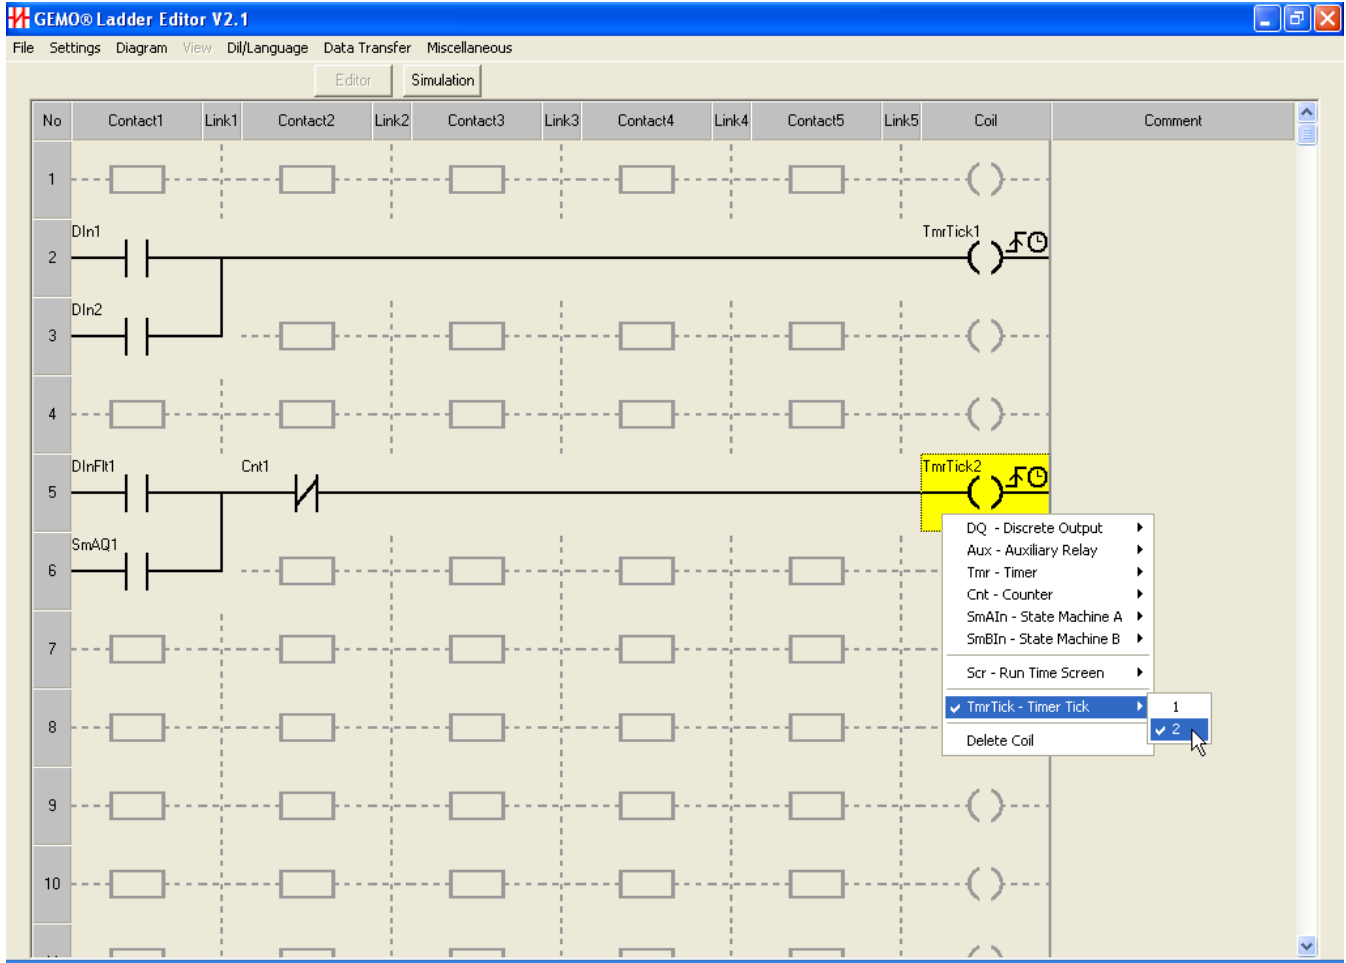 GEMO® Ladder Editor V2.1
File Settings Diagram View Dil/Language Data Transfer Miscellaneous
Editor Simulation
No Contact1 Link1 Contact2 Link2 Contact3 Link3 Contact4 Link4 Contact5 Link5 Coil Comment
1
DIn1 TmrTick1
2
DIn2
3
4
DInFlt1 Cnt1 TmrTick2
5
DQ - Discrete Output
SmAQ1
Aux - Auxiliary Relay
6
Tmr - Timer
Cnt - Counter
SmAIn - State Machine A
SmBIn - State Machine B
7
Scr - Run Time Screen
TmrTick - Timer Tick 1
8
2
Delete Coil
9
10